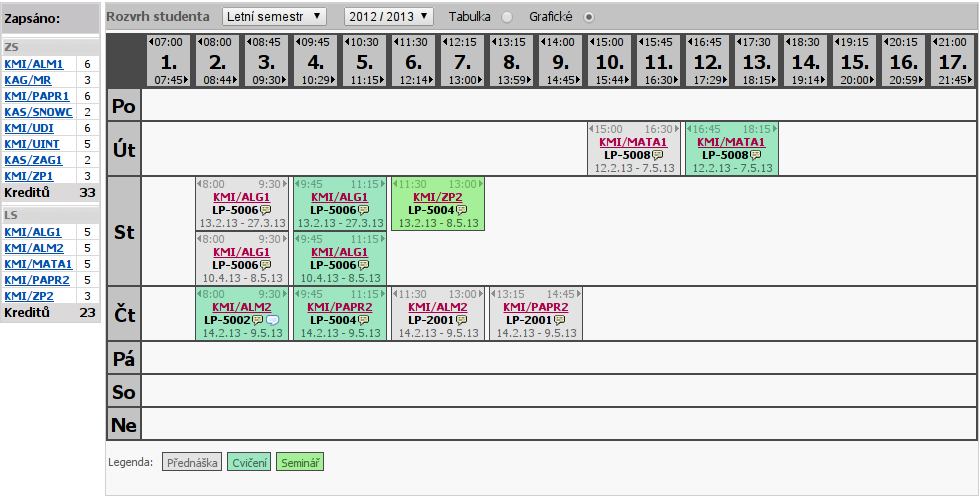 Zapsáno:
ZS
KMI/ALM1 6
KAG/MR 3
KMI/PAPR1 6
KAS/SNOWC 2
KMI/UDI 6
KMI/UINT 5
KAS/ZAG1 2
KMI/ZP1 3
Kreditů 33
LS
KMI/ALG1 5
KMI/ALM2 5
KMI/MATA1 5
KMI/PAPR2 5
KMI/ZP2 3
Kreditů 23
Rozvrh studenta Letní semestr 2012 / 2013 Tabulka Grafické
07:00 08:00 08:45 09:45 10:30 11:30 12:15 13:15 14:00 15:00 15:45 16:45 17:30 18:30 19:15 20:15 21:00
1. 2. 3. 4. 5. 6. 7. 8. 9. 10. 11. 12. 13. 14. 15. 16. 17.
07:45 08:44 09:30 10:29 11:15 12:14 13:00 13:59 14:45 15:44 16:30 17:29 18:15 19:14 20:00 20:59 21:45
Po
Út
15:00 16:30 16:45 18:15
KMI/MATA1 KMI/MATA1
LP-5008 LP-5008
12.2.13 - 7.5.13 12.2.13 - 7.5.13
St
8:00 9:30 9:45 11:15 11:30 13:00
KMI/ALG1 KMI/ALG1 KMI/ZP2
LP-5006 LP-5006 LP-5004
13.2.13 - 27.3.13 13.2.13 - 27.3.13 13.2.13 - 8.5.13
8:00 9:30 9:45 11:15
KMI/ALG1 KMI/ALG1
LP-5006 LP-5006
10.4.13 - 8.5.13 10.4.13 - 8.5.13
Čt
8:00 9:30 9:45 11:15 11:30 13:00 13:15 14:45
KMI/ALM2 KMI/PAPR2 KMI/ALM2 KMI/PAPR2
LP-5002 LP-5004 LP-2001 LP-2001
14.2.13 - 9.5.13 14.2.13 - 9.5.13 14.2.13 - 9.5.13 14.2.13 - 9.5.13
Pá
So
Ne
Legenda: Přednáška Cvičení Seminář